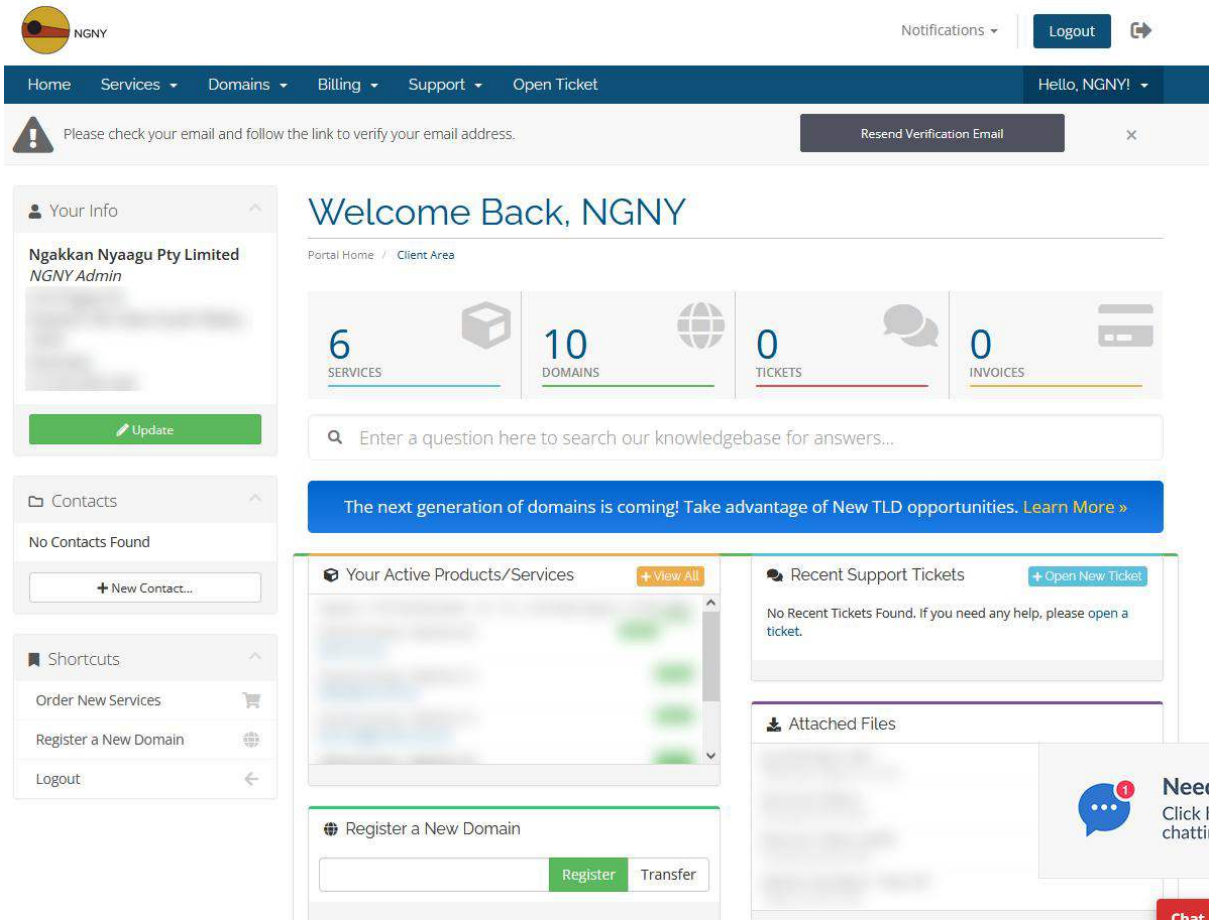 NGNY
Notifications
Logout
Home Services Domains Billing Support Open Ticket Hello, NGNY!
Please check your email and follow the link to verify your email address.
Resend Verification Email
Your Info
Ngakkan Nyaagu Pty Limited
NGNY Admin
Update
Contacts
No Contacts Found
+ New Contact...
Shortcuts
Order New Services
Register a New Domain
Logout
Welcome Back, NGNY
Portal Home / Client Area
6
SERVICES
10
DOMAINS
0
TICKETS
0
INVOICES
Enter a question here to search our knowledgebase for answers...
The next generation of domains is coming! Take advantage of New TLD opportunities. Learn More »
Your Active Products/Services
+ View All
Register a New Domain
Register Transfer
Recent Support Tickets
+ Open New Ticket
No Recent Tickets Found. If you need any help, please open a
ticket.
Attached Files
1
Click
Chat